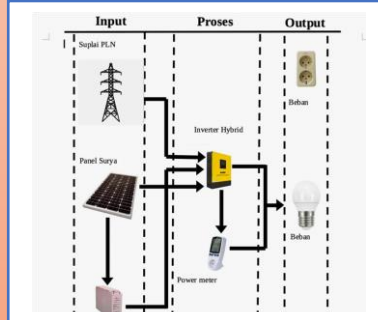 Input Proses Output
Suplai PLN
Beban
Inverter Hybrid
Panel Surya
Beban
Power meter